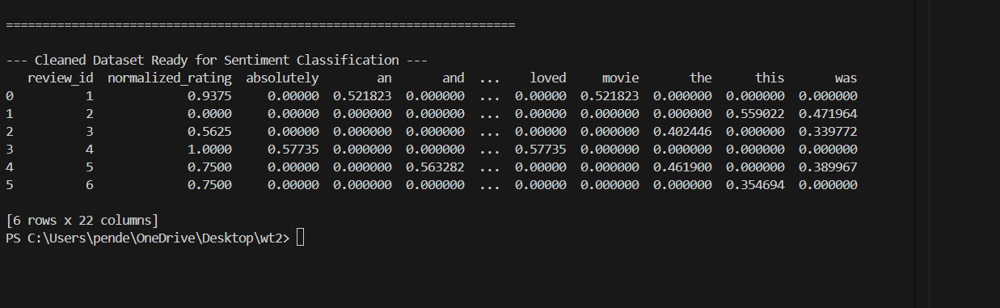 ======================================================================
--- Cleaned Dataset Ready for Sentiment Classification ---
   review_id  normalized_rating  absolutely        an       and  ...    loved     movie       the      this       was
0          1             0.9375     0.00000  0.521823  0.000000  ...  0.00000  0.521823  0.000000  0.000000  0.000000
1          2             0.0000     0.00000  0.000000  0.000000  ...  0.00000  0.000000  0.000000  0.559022  0.471964
2          3             0.5625     0.00000  0.000000  0.000000  ...  0.00000  0.000000  0.402446  0.000000  0.339772
3          4             1.0000     0.57735  0.000000  0.000000  ...  0.57735  0.000000  0.000000  0.000000  0.000000
4          5             0.7500     0.00000  0.000000  0.563282  ...  0.00000  0.000000  0.461900  0.000000  0.389967
5          6             0.7500     0.00000  0.000000  0.000000  ...  0.00000  0.000000  0.000000  0.354694  0.000000
[6 rows x 22 columns]
PS C:\Users\pende\OneDrive\Desktop\wt2>